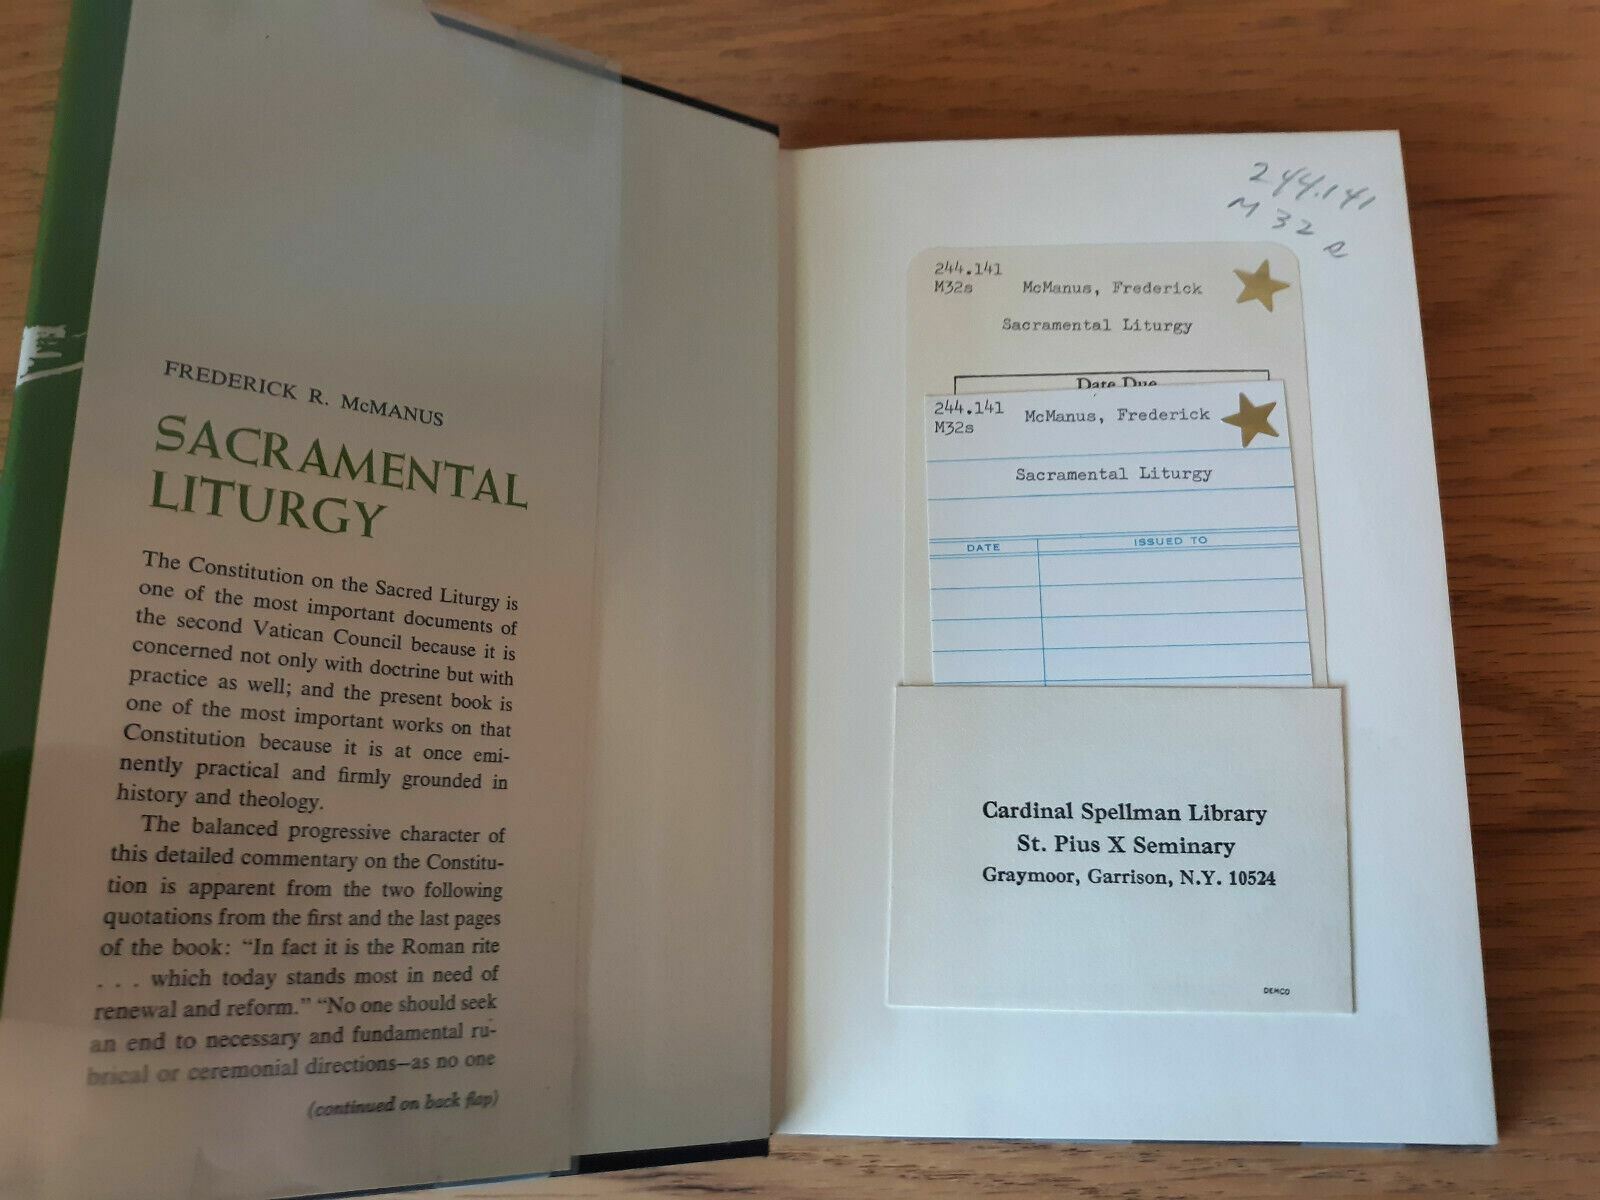 FREDERICK R. McMANUS
SACRAMENTAL
LITURGY
The Constitution on the Sacred Liturgy is
one of the most important documents of
the second Vatican Council because it is
concerned not only with doctrine but with
practice as well; and the present book is
one of the most important works on that
Constitution because it is at once emi-
nently practical and firmly grounded in
history and theology.
The balanced progressive character of
this detailed commentary on the Constitu-
tion is apparent from the two following
quotations from the first and the last pages
of the book: “In fact it is the Roman rite
. . . which today stands most in need of
renewal and reform.” “No one should seek
an end to necessary and fundamental ru-
brical or ceremonial directions—as no one
(continued on back flap)
244.141
M32s
244.141
M32s
McManus, Frederick
Sacramental Liturgy
Date Due
244.141
M32s
McManus, Frederick
Sacramental Liturgy
DATE
ISSUED TO
Cardinal Spellman Library
St. Pius X Seminary
Graymoor, Garrison, N.Y. 10524
DEMCO